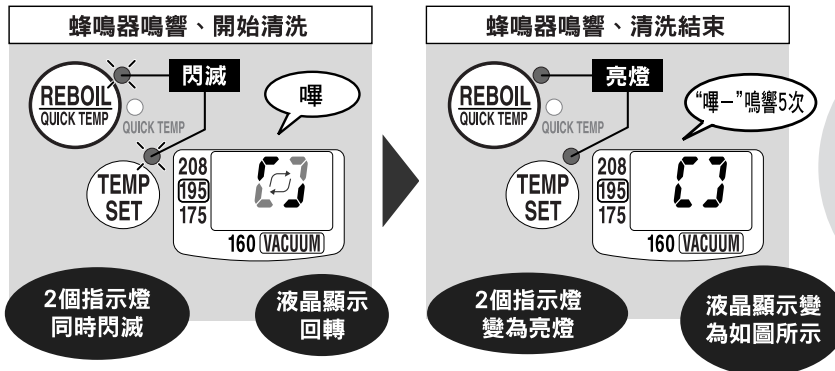 蜂鳴器鳴響、開始清洗
閃滅
REBOIL
QUICK TEMP
QUICK TEMP
嗶
TEMP
SET
208
195
175
160 VACUUM
2個指示燈
同時閃滅
液晶顯示
回轉
蜂鳴器鳴響、清洗結束
亮燈
REBOIL
QUICK TEMP
QUICK TEMP
“嗶－”鳴響5次
TEMP
SET
208
195
175
160 VACUUM
2個指示燈
變為亮燈
液晶顯示變
為如圖所示